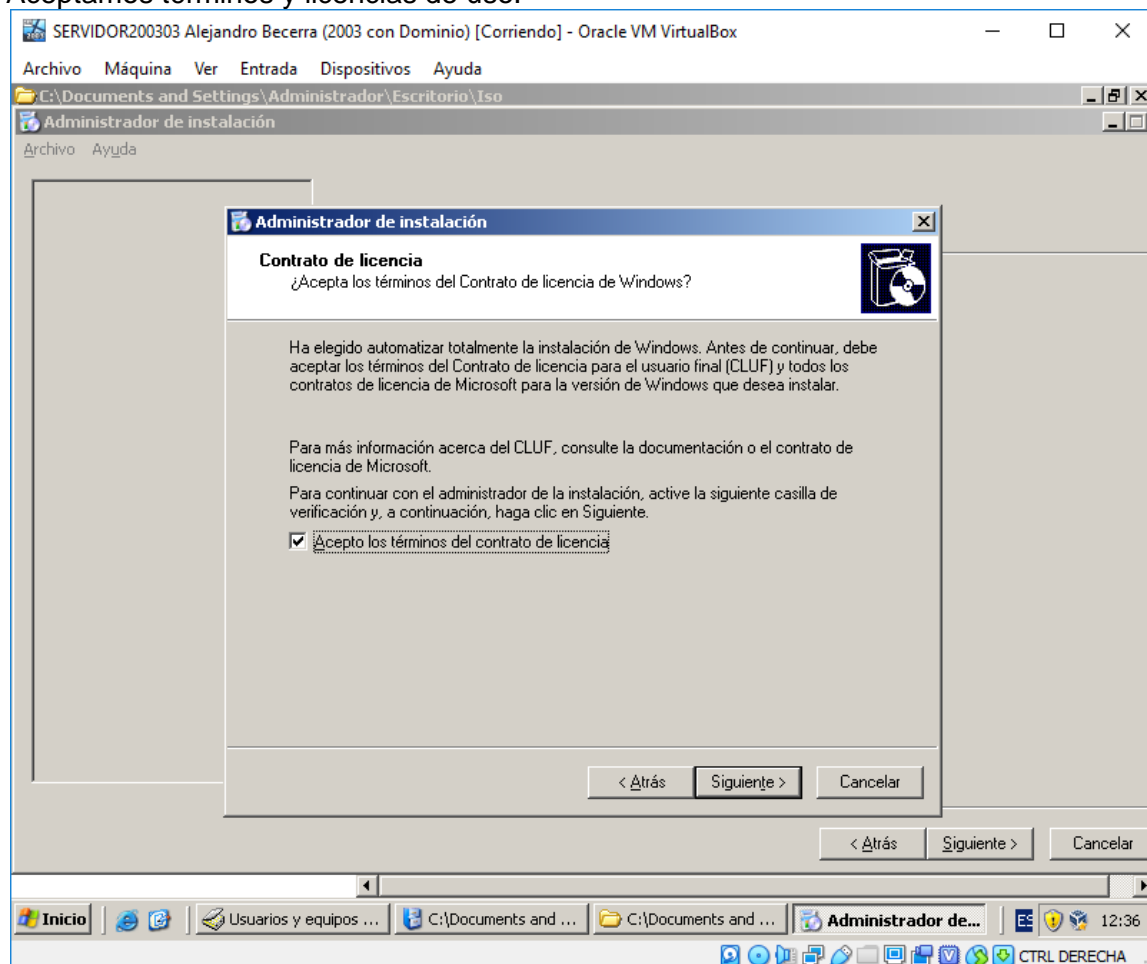 Aceptamos términos y licencias de uso.
SERVIDOR200303 Alejandro Becerra (2003 con Dominio) [Corriendo] - Oracle VM VirtualBox
Archivo Máquina Ver Entrada Dispositivos Ayuda
C:\Documents and Settings\Administrador\Escritorio\Iso
Administrador de instalación
Archivo Ayuda
Administrador de instalación
Contrato de licencia
¿Acepta los términos del Contrato de licencia de Windows?
Ha elegido automatizar totalmente la instalación de Windows. Antes de continuar, debe
aceptar los términos del Contrato de licencia para el usuario final (CLUF) y todos los
contratos de licencia de Microsoft para la versión de Windows que desea instalar.
Para más información acerca del CLUF, consulte la documentación o el contrato de
licencia de Microsoft.
Para continuar con el administrador de la instalación, active la siguiente casilla de
verificación y, a continuación, haga clic en Siguiente.
Acepto los términos del contrato de licencia
< Atrás Siguiente > Cancelar
< Atrás Siguiente > Cancelar
Inicio Usuarios y equipos ... C:\Documents and ... C:\Documents and ... Administrador de... ES 12:36
CTRL DERECHA